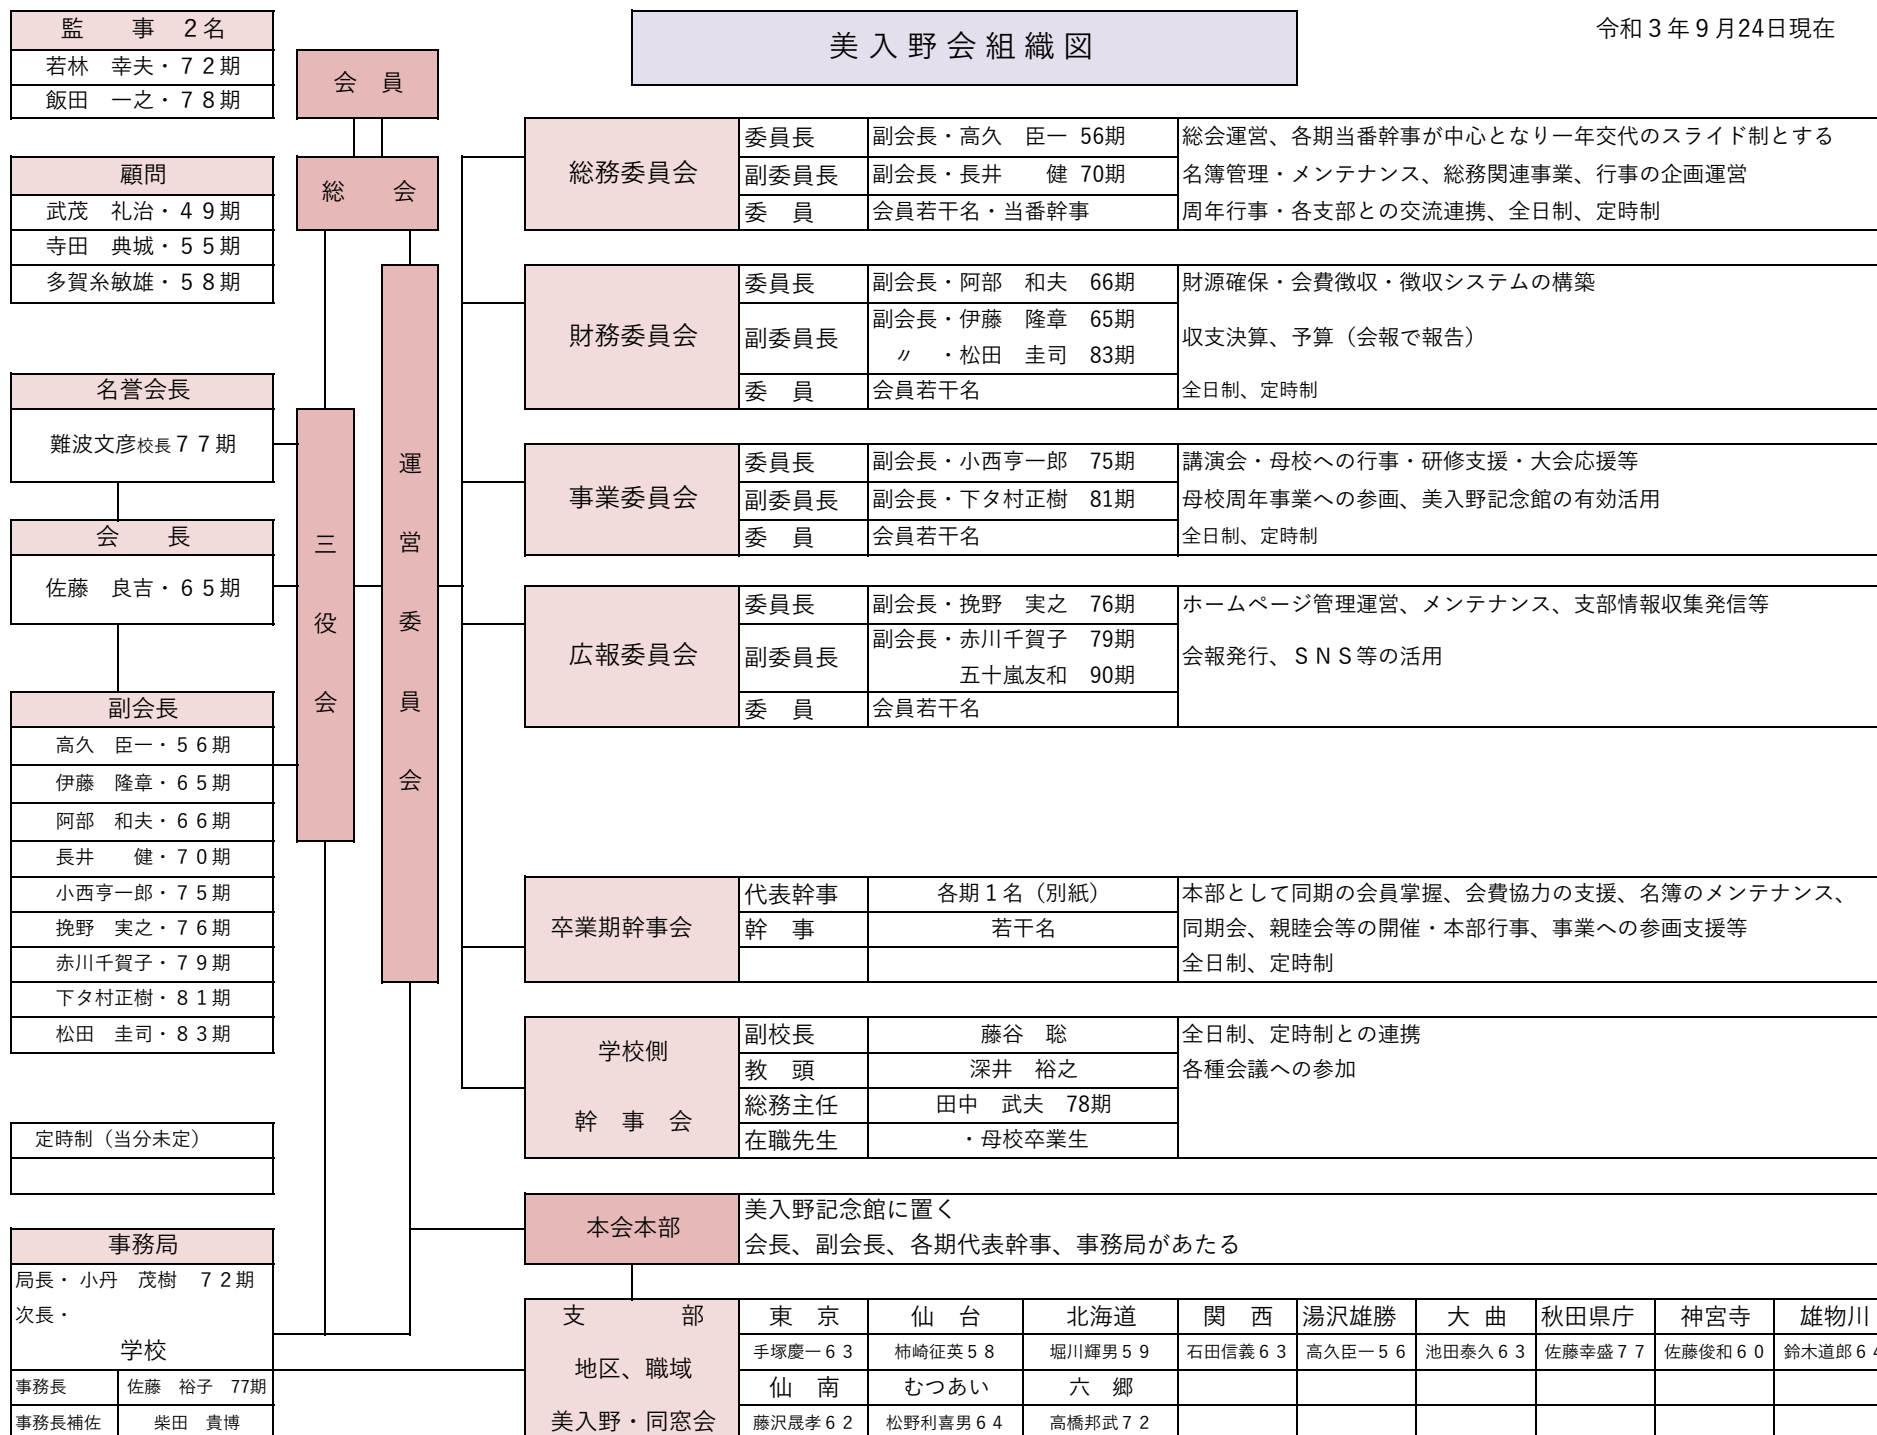 美入野会組織図
令和３年９月24日現在
監　事　２名
若林　幸夫・７２期
飯田　一之・７８期
顧問
武茂　礼治・４９期
寺田　典城・５５期
多賀糸敏雄・５８期
名誉会長
難波文彦校長７７期
会　長
佐藤　良吉・６５期
副会長
高久　臣一・５６期
伊藤　隆章・６５期
阿部　和夫・６６期
長井　　健・７０期
小西亨一郎・７５期
挽野　実之・７６期
赤川千賀子・７９期
下夕村正樹・８１期
松田　圭司・８３期
定時制（当分未定）
事務局
局長・ 小丹　茂樹　７２期
次長・
学校
事務長　佐藤　裕子　77期
事務長補佐　柴田　貴博
会　員
総　会
三役会
運営委員会
総務委員会
委員長　副会長・高久　臣一 56期　総会運営、各期当番幹事が中心となり一年交代のスライド制とする
副委員長　副会長・長井　　健 70期　名簿管理・メンテナンス、総務関連事業、行事の企画運営
委　員　会員若干名・当番幹事　周年行事・各支部との交流連携、全日制、定時制
財務委員会
委員長　副会長・阿部　和夫　66期　財源確保・会費徴収・徴収システムの構築
副委員長　副会長・伊藤　隆章　65期　収支決算、予算（会報で報告）
〃　・松田　圭司　83期
委　員　会員若干名　全日制、定時制
事業委員会
委員長　副会長・小西亨一郎　75期　講演会・母校への行事・研修支援・大会応援等
副委員長　副会長・下夕村正樹　81期　母校周年事業への参画、美入野記念館の有効活用
委　員　会員若干名　全日制、定時制
広報委員会
委員長　副会長・挽野　実之　76期　ホームページ管理運営、メンテナンス、支部情報収集発信等
副委員長　副会長・赤川千賀子　79期　会報発行、ＳＮＳ等の活用
五十嵐友和　90期
委　員　会員若干名
卒業期幹事会
代表幹事　各期１名（別紙）　本部として同期の会員掌握、会費協力の支援、名簿のメンテナンス、
幹　事　若干名　同期会、親睦会等の開催・本部行事、事業への参画支援等
全日制、定時制
学校側
幹　事　会
副校長　藤谷　聡　全日制、定時制との連携
教　頭　深井　裕之　各種会議への参加
総務主任　田中　武夫　78期
在職先生　・母校卒業生
本会本部
美入野記念館に置く
会長、副会長、各期代表幹事、事務局があたる
支　部
地区、職域
美入野・同窓会
東　京　仙　台　北海道　関　西　湯沢雄勝　大　曲　秋田県庁　神宮寺　雄物川
手塚慶一６３　柿崎征英５８　堀川輝男５９　石田信義６３　高久臣一５６　池田泰久６３　佐藤幸盛７７　佐藤俊和６０　鈴木道郎６４
仙　南　むつあい　六　郷
藤沢晟孝６２　松野利喜男６４　高橋邦武７２